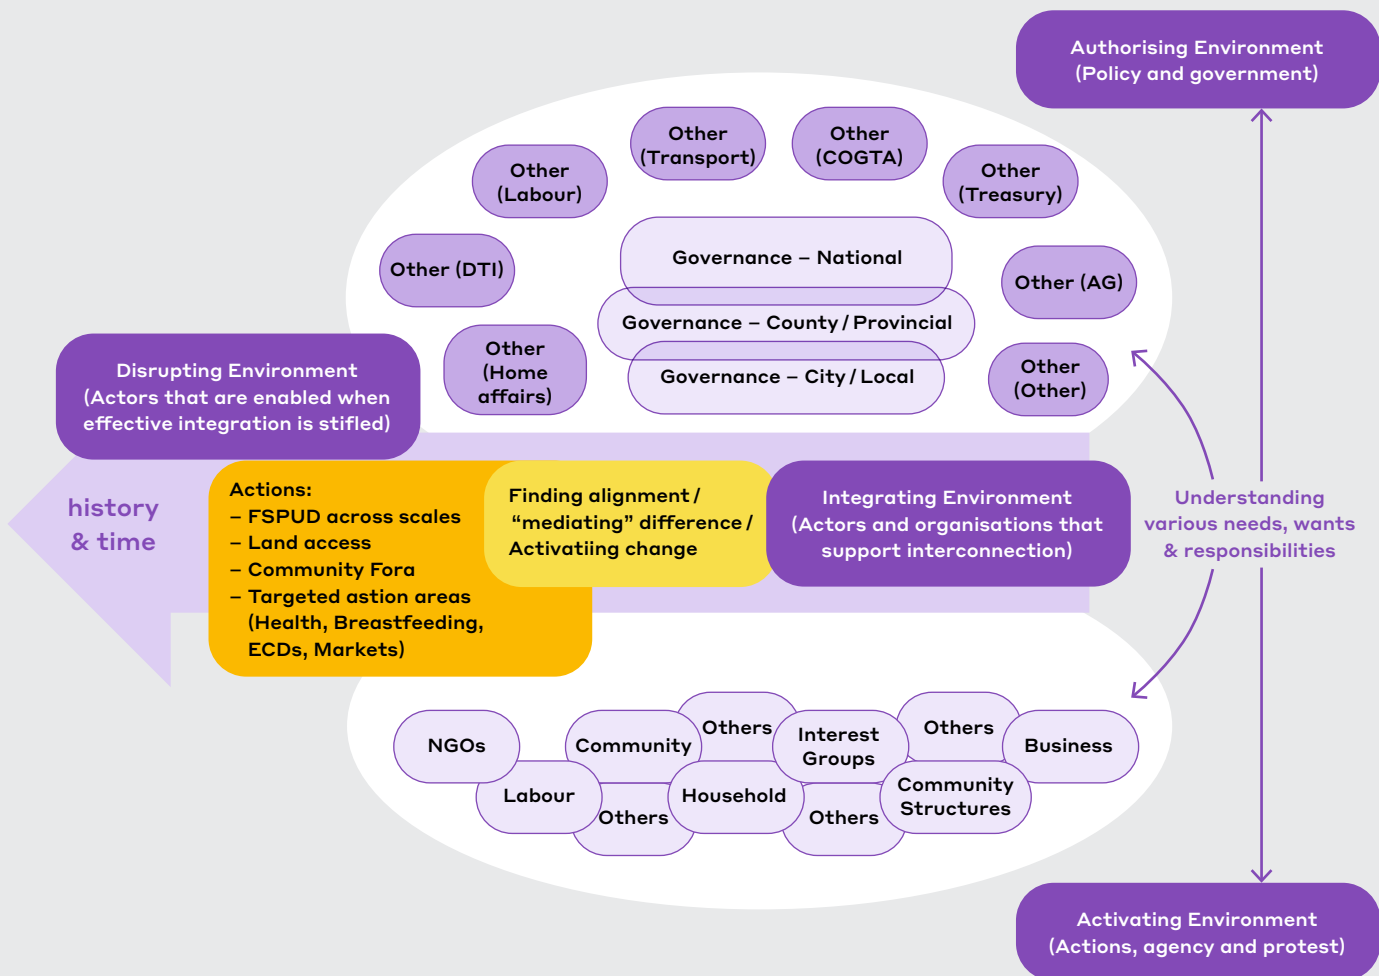 Authorising Environment
(Policy and government)
Other
(Transport)
Other
(COGTA)
Other
(Labour)
Other
(Treasury)
Other (DTI)
Governance – National
Other (AG)
Governance – County / Provincial
Other
(Home
affairs)
Governance – City / Local
Other
(Other)
Disrupting Environment
(Actors that are enabled when
effective integration is stifled)
history
& time
Actions:
– FSPUD across scales
– Land access
– Community Fora
– Targeted astion areas
(Health, Breastfeeding,
ECDs, Markets)
Finding alignment /
“mediating” difference /
Activatiing change
Integrating Environment
(Actors and organisations that
support interconnection)
Understanding
various needs, wants
& responsibilities
NGOs
Community
Others
Interest
Groups
Others
Business
Labour
Others
Household
Others
Community
Structures
Activating Environment
(Actions, agency and protest)